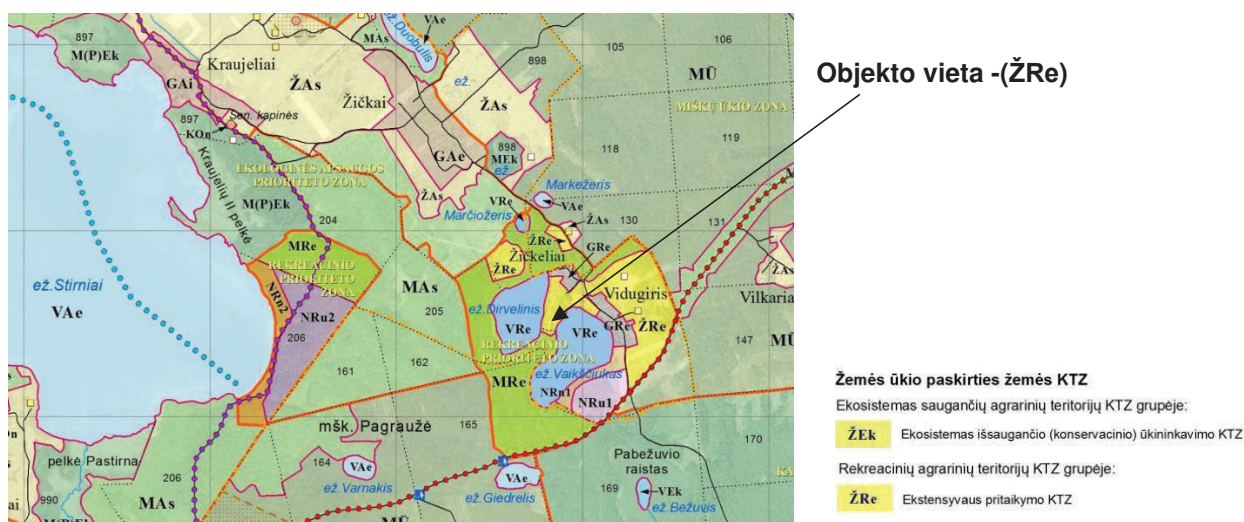 897
M(P)Ek
GAi
Kraujeliai
ŽAs
Žičkai
MAs
ež.Duobulis
VAe
898
ež.
ŽAs
105
106
MŪ
MIŠKŲ ŪKIO ZONA
119
118
Objekto vieta -(ŽRe)
897
Sen. kapinės
KOn
Kraujelių II pelkė
EKOLOGINĖS APSAUGOS
PRIORITETO ZONA
M(P)Ek
204
GAe
898
MEk
ež.
ŽAs
Markežeris
VAe
VRe
Marčiožeris
ŽAs
130
131
ŽRe
GRe
Žičkeliai
ŽRe
MRe
REKREACINIO
PRIORITETO
ZONA
ež.Stirniai
VAe
NRn2
NRu2
206
MAs
205
ež.Dirvelinis
VRe
VRe
Vidugiris
GRe
ŽRe
ŽAs
Vilkaria
147
MŪ
REKREACINIO
PRIORITETO ZONA
161
162
MRe
ež.Vaikščiukas
NRn1
NRu1
mšk. Pagraužė
165
170
164
VAe
ež.Varnakis
VAe
ež.Giedrelis
Pabežuvio
raistas
169
VEk
ež.Bežuvis
pelkė Pastirna
206
990
M(P)Ek
MAs
MŪ
Žemės ūkio paskirties žemės KTZ
Ekosistemas saugančių agrarinių teritorijų KTZ grupėje:
ŽEk Ekosistemas išsaugančio (konservacinio) ūkininkavimo KTZ
Rekreacinių agrarinių teritorijų KTZ grupėje:
ŽRe Ekstensyvaus pritaikymo KTZ